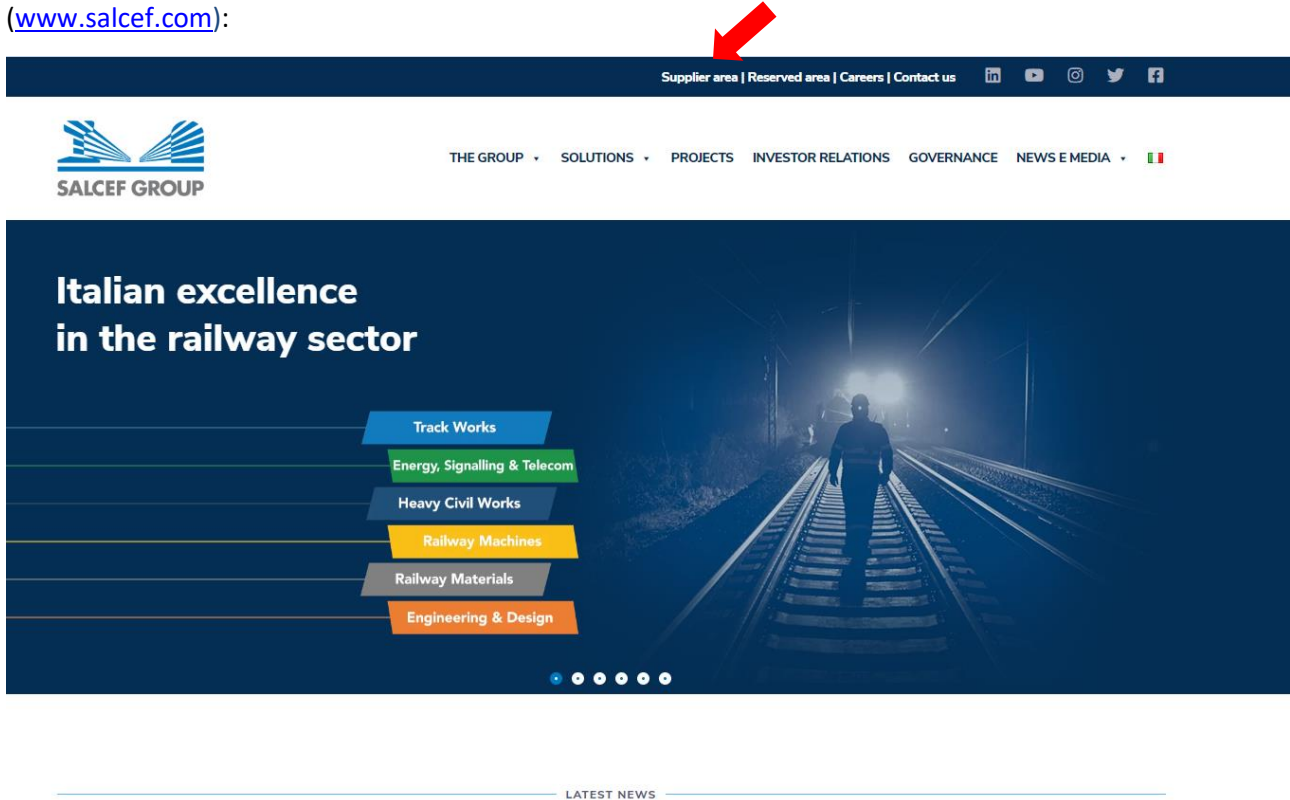 (www.salcef.com):
Supplier area | Reserved area | Careers | Contact us
SALCEF GROUP
THE GROUP SOLUTIONS PROJECTS INVESTOR RELATIONS GOVERNANCE NEWS E MEDIA
Italian excellence
in the railway sector
Track Works
Energy, Signalling & Telecom
Heavy Civil Works
Railway Machines
Railway Materials
Engineering & Design
LATEST NEWS